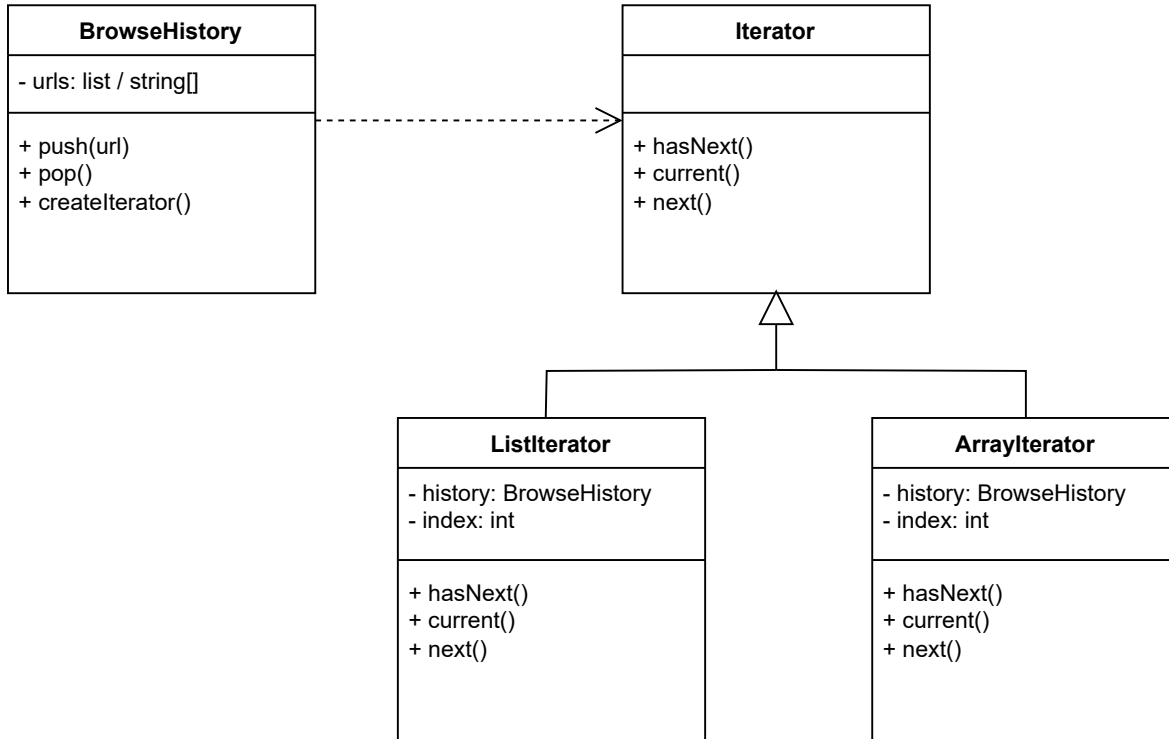 BrowseHistory
- urls: list / string[]
+ push(url)
+ pop()
+ createIterator()
Iterator
+ hasNext()
+ current()
+ next()
ListIterator
- history: BrowseHistory
- index: int
+ hasNext()
+ current()
+ next()
ArrayIterator
- history: BrowseHistory
- index: int
+ hasNext()
+ current()
+ next()